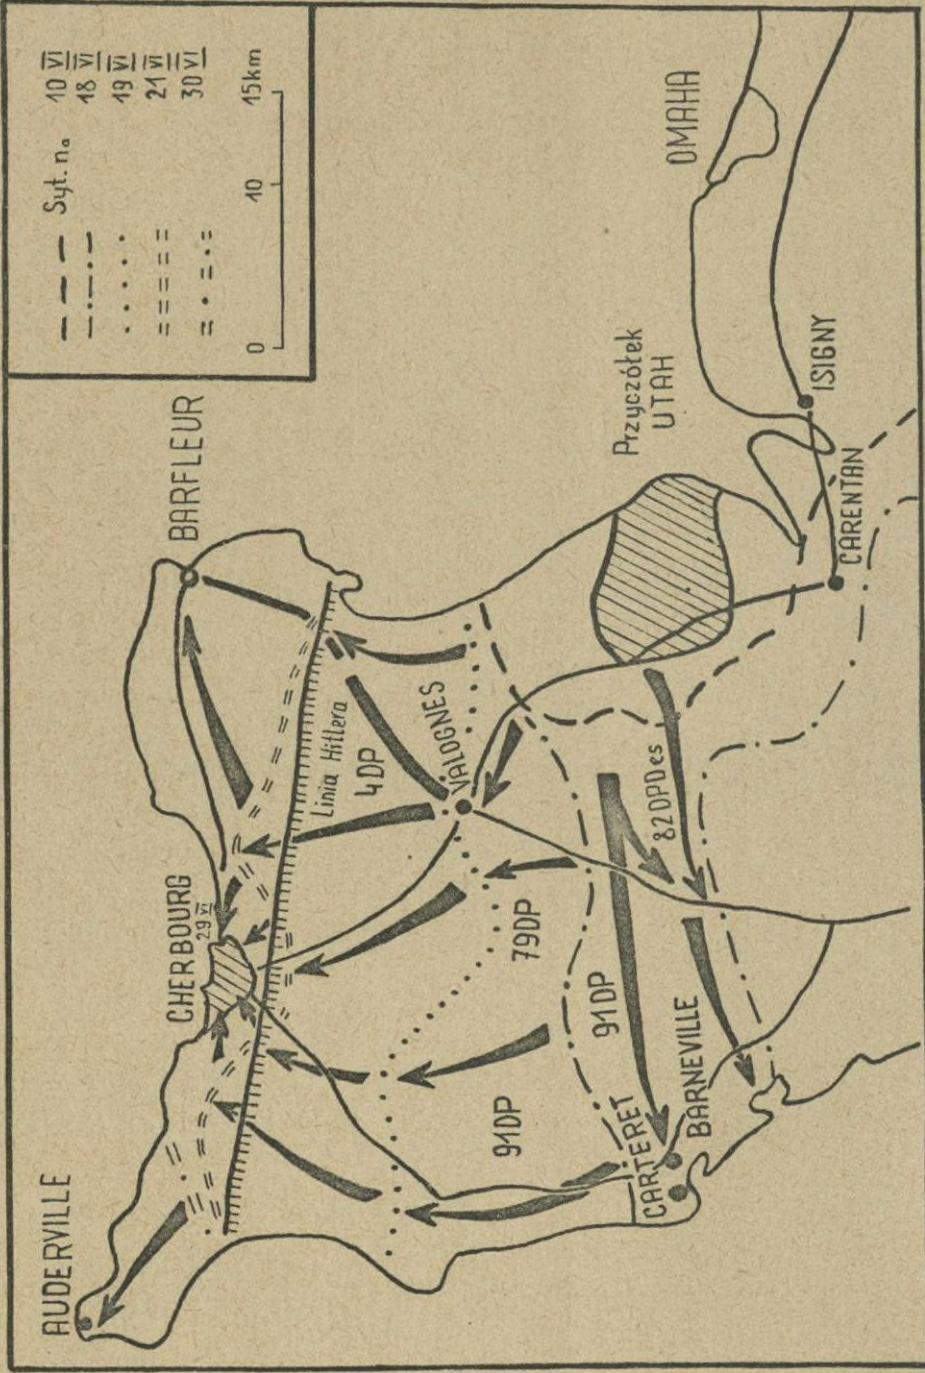 Syt. na 10 VI
18 VI
19 VI
21 VI
30 VI
0 10 15km
AUDERVILLE
CHERBOURG
29 VI
BARFLEUR
Linia Hitlera
4DP
VALOGNES
79DP
91DP
91DP
82DPDes
CARTERET
BARNEVILLE
Przyczółek
UTAH
OMAHA
ISIGNY
CARENTAN